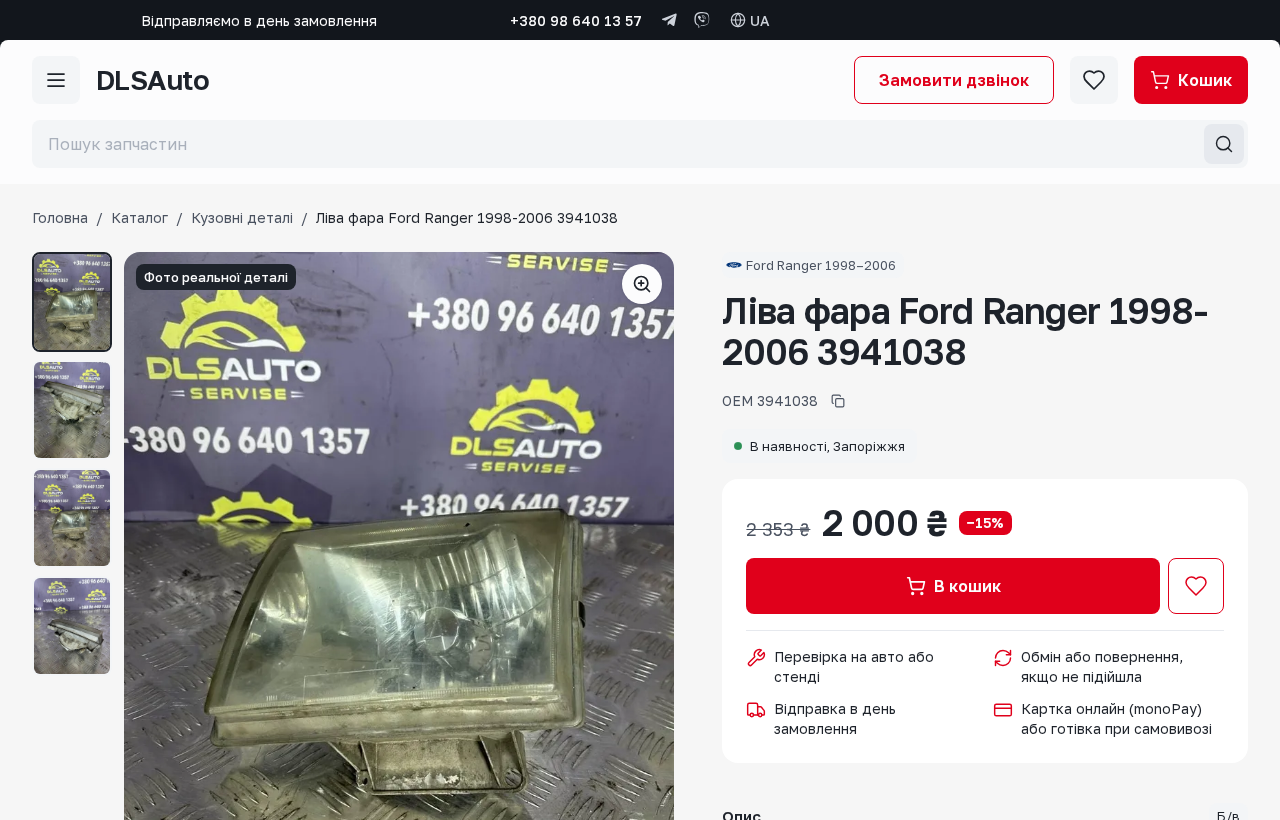 Відправляємо в день замовлення
+380 98 640 13 57
UA
DLSAuto
Замовити дзвінок
Кошик
Пошук запчастин
Головна / Каталог / Кузовні деталі / Ліва фара Ford Ranger 1998-2006 3941038
Фото реальної деталі
SERVISE
+380 96 640 1357
DLSAUTO
SERVISE
DLSAUTO
SERVISE
+380 96 640 1357
+380 96 640 1357
Ford Ranger 1998–2006
Ліва фара Ford Ranger 1998-
2006 3941038
OEM 3941038
В наявності, Запоріжжя
2 353 ₴ 2 000 ₴ −15%
В кошик
Перевірка на авто або
стенді
Обмін або повернення,
якщо не підійшла
Відправка в день
замовлення
Картка онлайн (monoPay)
або готівка при самовивозі
Опис
Б/в